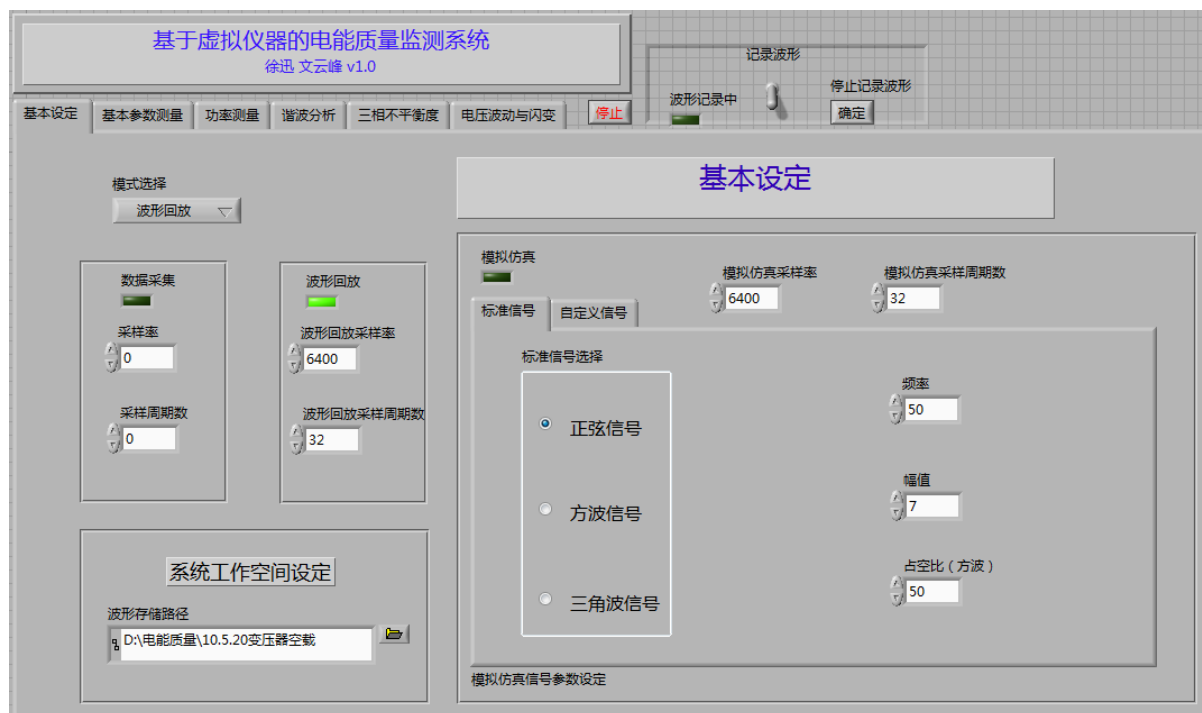 基于虚拟仪器的电能质量监测系统
徐迅 文云峰 v1.0
记录波形
波形记录中
停止记录波形
确定
基本设定
基本参数测量
功率测量
谐波分析
三相不平衡度
电压波动与闪变
停止
模式选择
波形回放
基本设定
数据采集
采样率
0
采样周期数
0
波形回放
波形回放采样率
6400
波形回放采样周期数
32
系统工作空间设定
波形存储路径
D:\电能质量\10.5.20变压器空载
模拟仿真
模拟仿真采样率
6400
模拟仿真采样周期数
32
标准信号
自定义信号
标准信号选择
正弦信号
方波信号
三角波信号
频率
50
幅值
7
占空比（方波）
50
模拟仿真信号参数设定